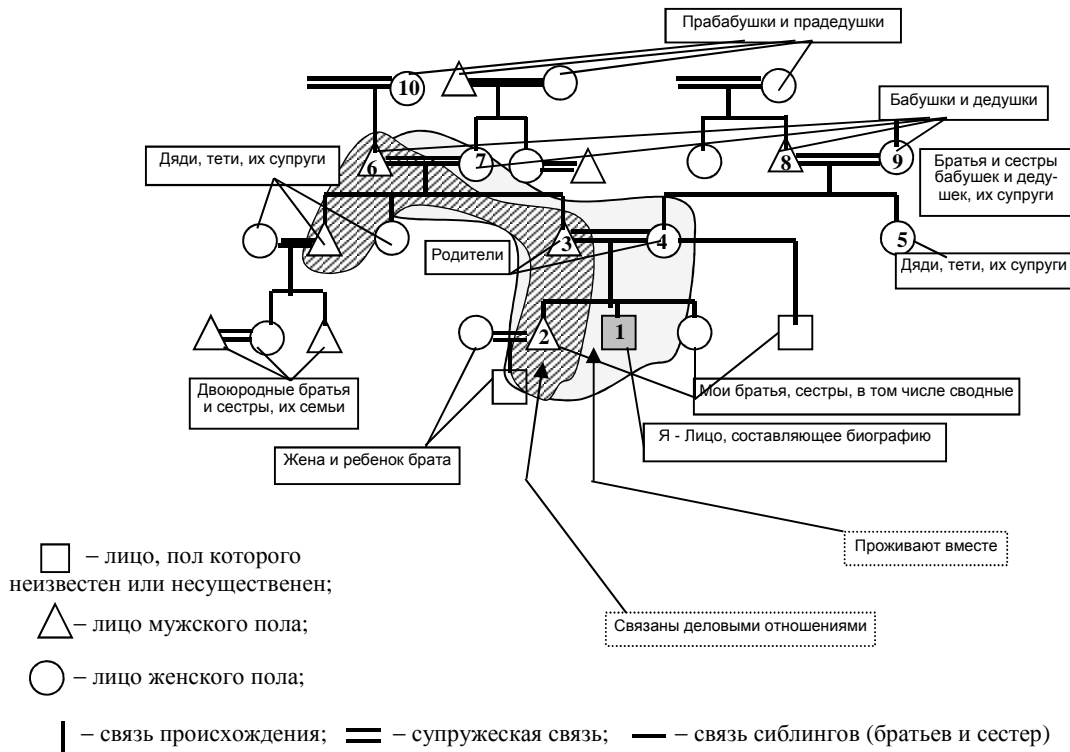 Прабабушки и прадедушки
10
Бабушки и дедушки
Дяди, тети, их супруги
6
7
8
9
Братья и сестры
бабушек и деду-
шек, их супруги
3
4
5
Родители
Дяди, тети, их супруги
2
1
Двоюродные братья
и сестры, их семьи
Мои братья, сестры, в том числе сводные
Я - Лицо, составляющее биографию
Жена и ребенок брата
Проживают вместе
– лицо, пол которого
неизвестен или несущественен;
Связаны деловыми отношениями
– лицо мужского пола;
– лицо женского пола;
– связь происхождения; – супружеская связь; – связь сиблингов (братьев и сестер)